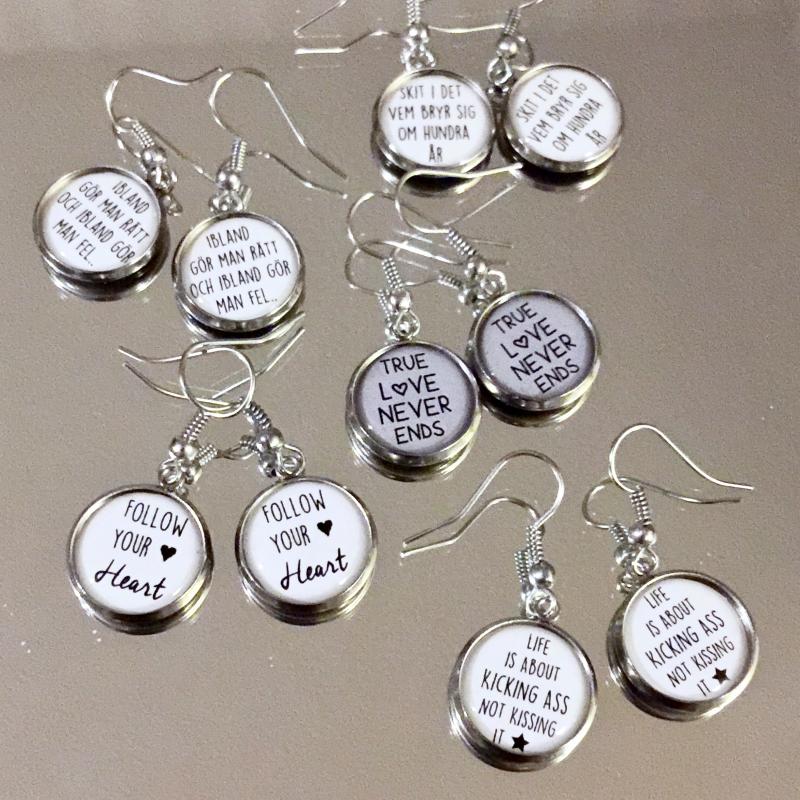 SKIT I DET
VEM BRYR SIG
OM HUNDRA
ÅR
SKIT I DET
VEM BRYR SIG
OM HUNDRA
ÅR
IBLAND
GÖR MAN RÄTT
OCH IBLAND GÖR
MAN FEL..
IBLAND
GÖR MAN RÄTT
OCH IBLAND GÖR
MAN FEL..
TRUE
L♡VE
NEVER
ENDS
TRUE
L♡VE
NEVER
ENDS
FOLLOW
YOUR ♥
Heart
FOLLOW
YOUR ♥
Heart
LIFE
IS ABOUT
KICKING ASS
NOT KISSING
IT ★
LIFE
IS ABOUT
KICKING ASS
NOT KISSING
IT ★